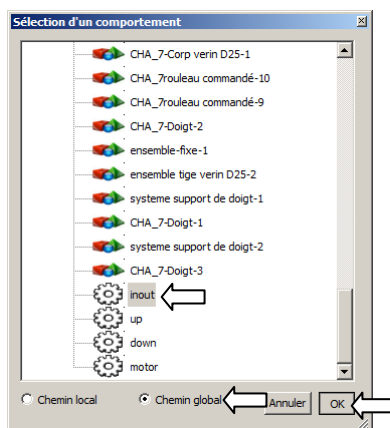 Sélection d'un comportement
CHA_7-Corp verin D25-1
CHA_7rouleau commandé-10
CHA_7rouleau commandé-9
CHA_7-Doigt-2
ensemble-fixe-1
ensemble tige verin D25-2
systeme support de doigt-1
CHA_7-Doigt-1
systeme support de doigt-2
CHA_7-Doigt-3
inout
up
down
motor
Chemin local Chemin global Annuler OK